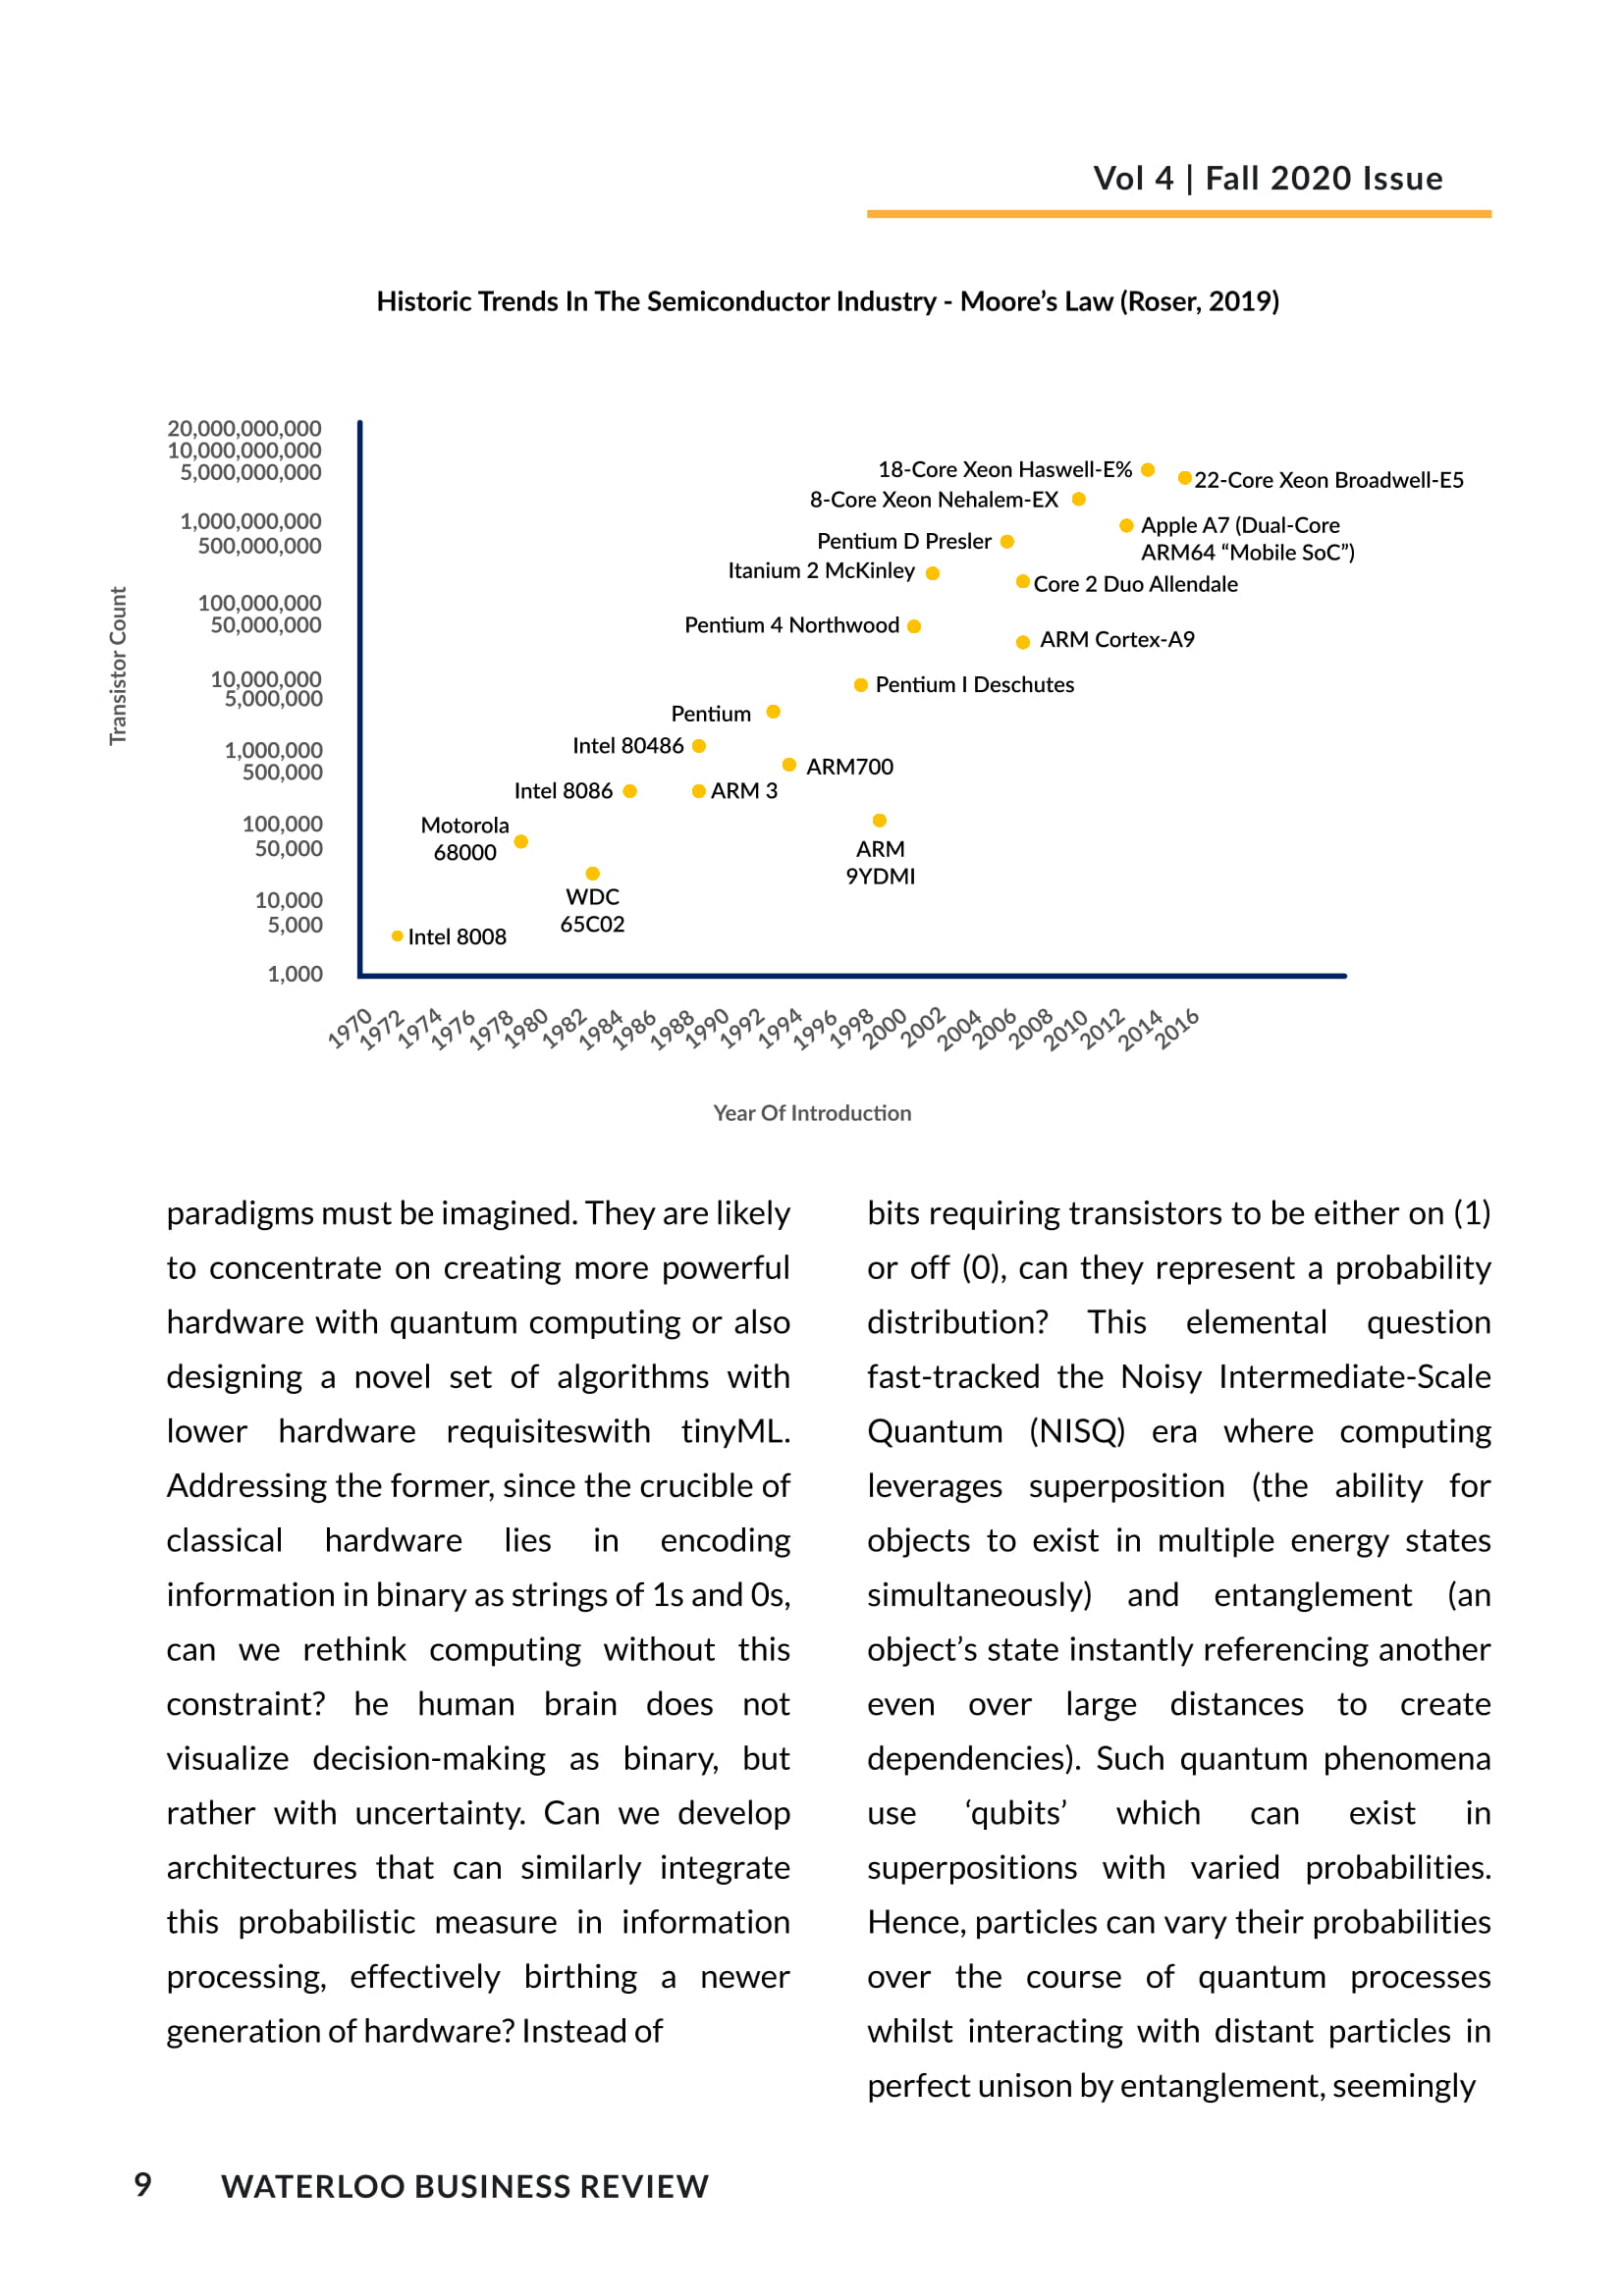 Vol 4 | Fall 2020 Issue
Historic Trends In The Semiconductor Industry - Moore’s Law (Roser, 2019)
Transistor Count
20,000,000,000
10,000,000,000
5,000,000,000
1,000,000,000
500,000,000
100,000,000
50,000,000
10,000,000
5,000,000
1,000,000
500,000
100,000
50,000
10,000
5,000
1,000
18-Core Xeon Haswell-E%
22-Core Xeon Broadwell-E5
8-Core Xeon Nehalem-EX
Apple A7 (Dual-Core
ARM64 “Mobile SoC”)
Pentium D Presler
Itanium 2 McKinley
Core 2 Duo Allendale
Pentium 4 Northwood
ARM Cortex-A9
Pentium I Deschutes
Pentium
Intel 80486
ARM700
Intel 8086
ARM 3
Motorola
68000
ARM
9YDMI
WDC
65C02
Intel 8008
1970
1972
1974
1976
1978
1980
1982
1984
1986
1988
1990
1992
1994
1996
1998
2000
2002
2004
2006
2008
2010
2012
2014
2016
Year Of Introduction
paradigms must be imagined. They are likely
to concentrate on creating more powerful
hardware with quantum computing or also
designing a novel set of algorithms with
lower hardware requisiteswith tinyML.
Addressing the former, since the crucible of
classical hardware lies in encoding
information in binary as strings of 1s and 0s,
can we rethink computing without this
constraint? he human brain does not
visualize decision-making as binary, but
rather with uncertainty. Can we develop
architectures that can similarly integrate
this probabilistic measure in information
processing, effectively birthing a newer
generation of hardware? Instead of
bits requiring transistors to be either on (1)
or off (0), can they represent a probability
distribution? This elemental question
fast-tracked the Noisy Intermediate-Scale
Quantum (NISQ) era where computing
leverages superposition (the ability for
objects to exist in multiple energy states
simultaneously) and entanglement (an
object’s state instantly referencing another
even over large distances to create
dependencies). Such quantum phenomena
use ‘qubits’ which can exist in
superpositions with varied probabilities.
Hence, particles can vary their probabilities
over the course of quantum processes
whilst interacting with distant particles in
perfect unison by entanglement, seemingly
9 WATERLOO BUSINESS REVIEW